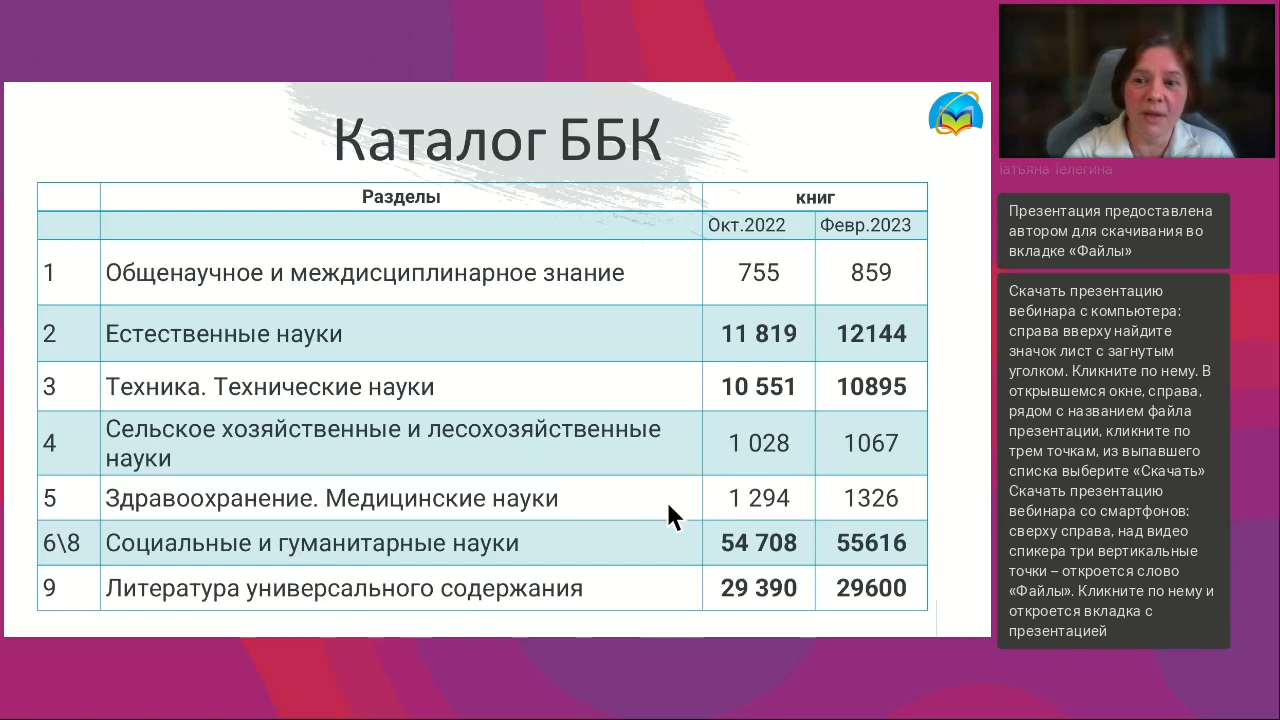 Каталог ББК
Разделы книг
Окт.2022 Февр.2023
1 Общенаучное и междисциплинарное знание 755 859
2 Естественные науки 11 819 12144
3 Техника. Технические науки 10 551 10895
4 Сельское хозяйственные и лесохозяйственные
науки 1 028 1067
5 Здравоохранение. Медицинские науки 1 294 1326
6\8 Социальные и гуманитарные науки 54 708 55616
9 Литература универсального содержания 29 390 29600
Татьяна Телегина
Презентация предоставлена
автором для скачивания во
вкладке «Файлы»
Скачать презентацию
вебинара с компьютера:
справа вверху найдите
значок лист с загнутым
уголком. Кликните по нему. В
открывшемся окне, справа,
рядом с названием файла
презентации, кликните по
трем точкам, из выпавшего
списка выберите «Скачать»
Скачать презентацию
вебинара со смартфонов:
сверху справа, над видео
спикера три вертикальные
точки – откроется слово
«Файлы». Кликните по нему и
откроется вкладка с
презентацией